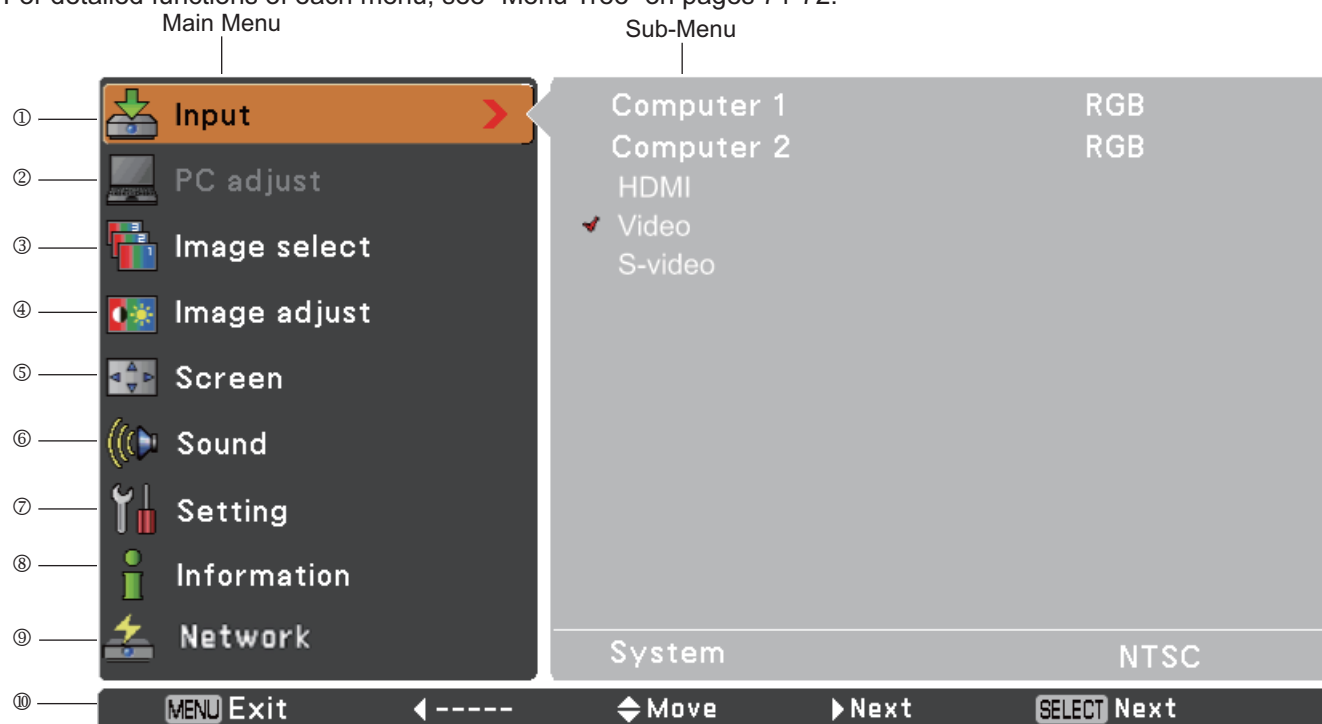 For detailed functions of each menu, see "Menu Tree" on pages 71-72.
Main Menu
Sub-Menu
① Input
Computer 1 RGB
Computer 2 RGB
② PC adjust
HDMI
Video
③ Image select
S-video
④ Image adjust
⑤ Screen
⑥ Sound
⑦ Setting
⑧ Information
⑨ Network
System NTSC
⑩ MENU Exit ----- Move Next SELECT Next